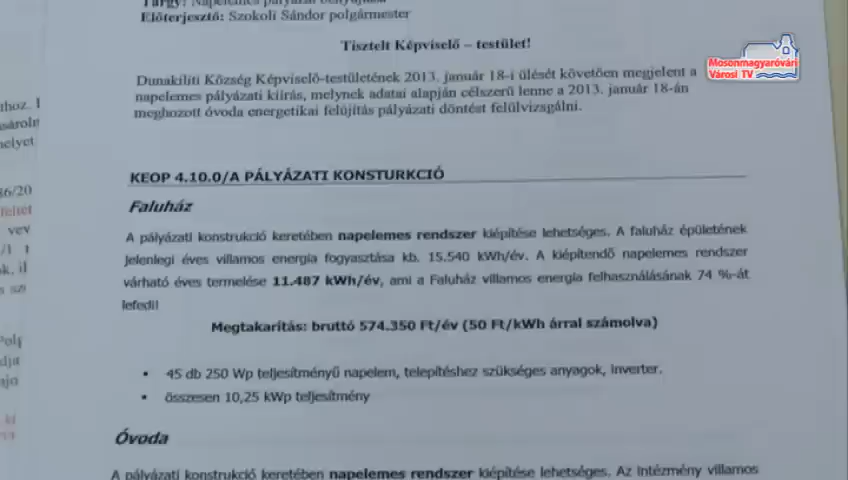 Tárgy: Napelemes pályázat benyújtása
Előterjesztő: Szokoli Sándor polgármester
Mosonmagyaróvári
Városi TV
Tisztelt Képviselő – testület!
Dunakiliti Község Képviselő-testületének 2013. január 18-i ülését követően megjelent a
napelemes pályázati kiírás, melynek adatai alapján célszerű lenne a 2013. január 18-án
meghozott óvoda energetikai felújítás pályázati döntést felülvizsgálni.
KEOP 4.10.0/A PÁLYÁZATI KONSTURKCIÓ
Faluház
A pályázati konstrukció keretében napelemes rendszer kiépítése lehetséges. A faluház épületének
jelenlegi éves villamos energia fogyasztása kb. 15.540 kWh/év. A kiépítendő napelemes rendszer
várható éves termelése 11.487 kWh/év, ami a Faluház villamos energia felhasználásának 74 %-át
lefedi!
Megtakarítás: bruttó 574.350 Ft/év (50 Ft/kWh árral számolva)
• 45 db 250 Wp teljesítményű napelem, telepítéshez szükséges anyagok, inverter.
• összesen 10,25 kWp teljesítmény
Óvoda
A pályázati konstrukció keretében napelemes rendszer kiépítése lehetséges. Az intézmény villamos